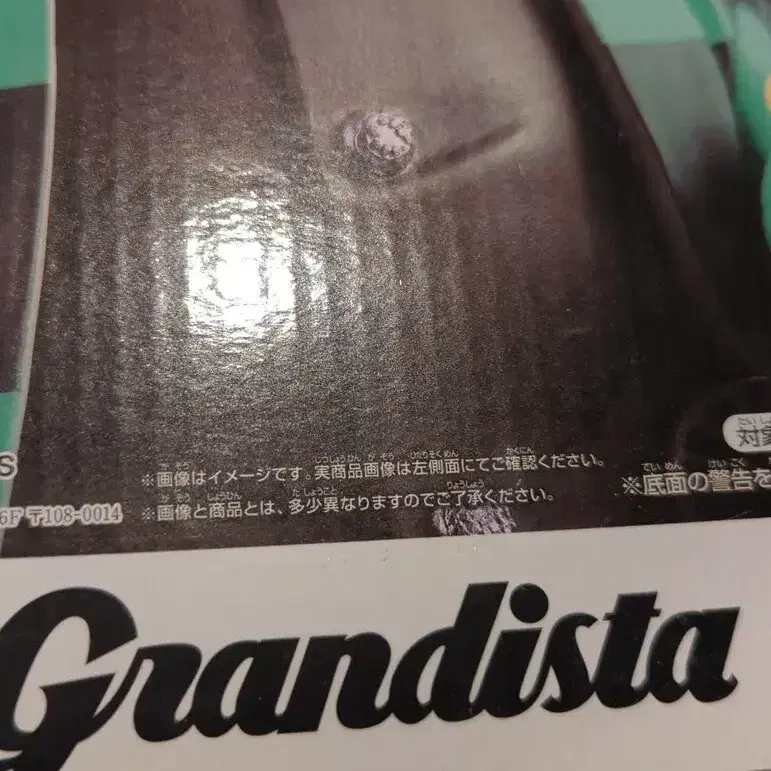 対象
S
※画像はイメージです。実商品画像は左側面にてご確認ください。
※底面の警告を
6F 〒108-0014
※画像と商品とは、多少異なりますのでご了承ください。
Grandista